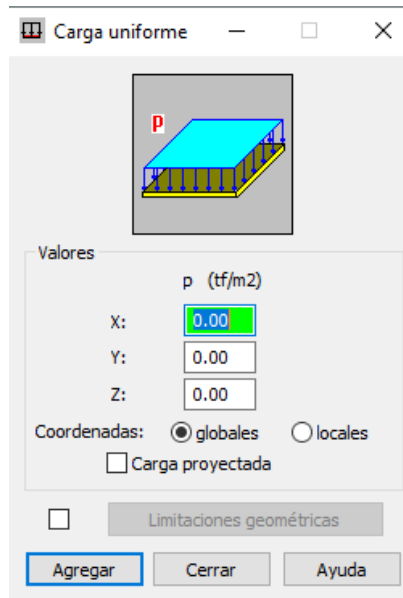 Carga uniforme
p
Valores
p (tf/m2)
X: 0.00
Y: 0.00
Z: 0.00
Coordenadas: globales locales
Carga proyectada
Limitaciones geométricas
Agregar Cerrar Ayuda